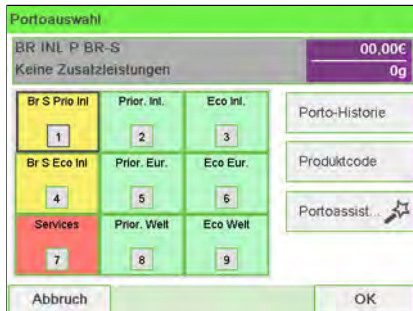 Portoauswahl
BR INL P BR-S
00,00€
Keine Zusatzleistungen
0g
Br S Prio Inl
Prior. Inl.
Eco Inl.
1
2
3
Porto-Historie
Br S Eco Inl
Prior. Eur.
Eco Eur.
4
5
6
Produktcode
Services
Prior. Welt
Eco Welt
7
8
9
Portoassist...
Abbruch
OK